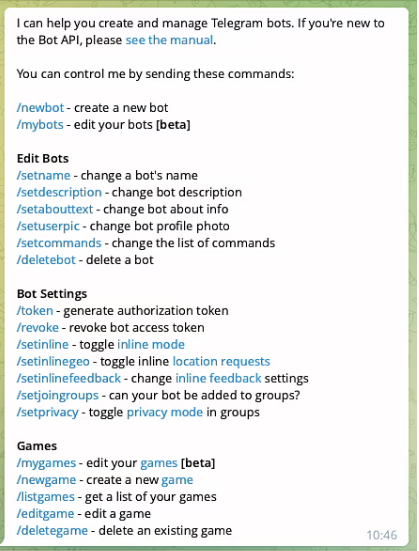 I can help you create and manage Telegram bots. If you're new to
the Bot API, please see the manual.
You can control me by sending these commands:
/newbot - create a new bot
/mybots - edit your bots [beta]
Edit Bots
/setname - change a bot's name
/setdescription - change bot description
/setabouttext - change bot about info
/setuserpic - change bot profile photo
/setcommands - change the list of commands
/deletebot - delete a bot
Bot Settings
/token - generate authorization token
/revoke - revoke bot access token
/setinline - toggle inline mode
/setinlinegeo - toggle inline location requests
/setinlinefeedback - change inline feedback settings
/setjoingroups - can your bot be added to groups?
/setprivacy - toggle privacy mode in groups
Games
/mygames - edit your games [beta]
/newgame - create a new game
/listgames - get a list of your games
/editgame - edit a game
/deletegame - delete an existing game
10:46